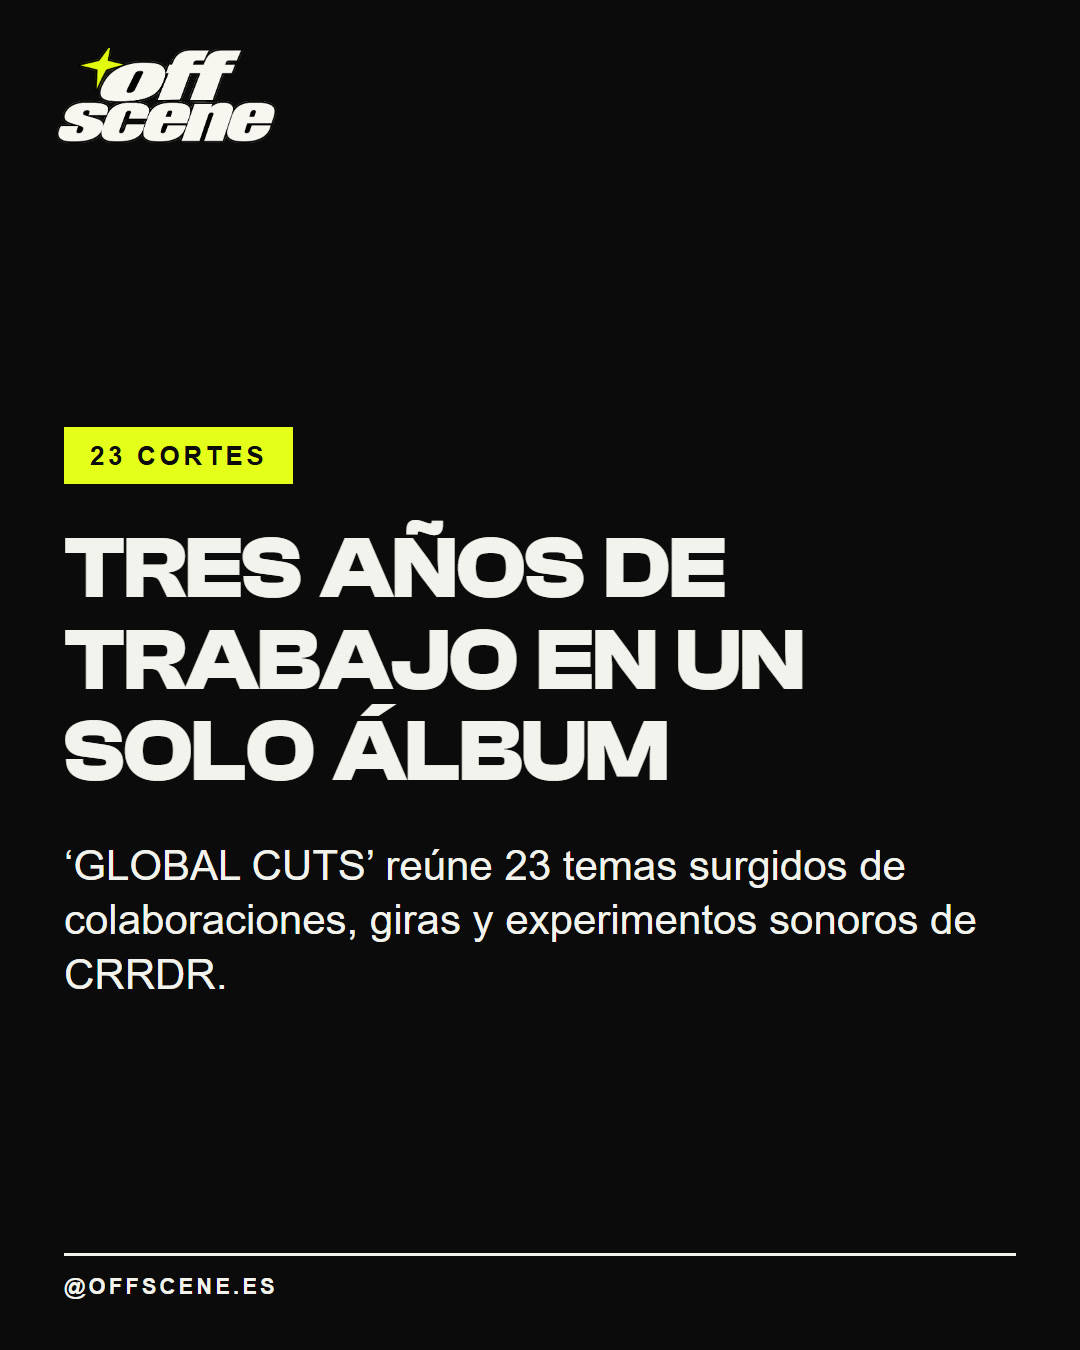 off
scene
23 CORTES
TRES AÑOS DE
TRABAJO EN UN
SOLO ÁLBUM
‘GLOBAL CUTS’ reúne 23 temas surgidos de
colaboraciones, giras y experimentos sonoros de
CRRDR.
@OFFSCENE.ES